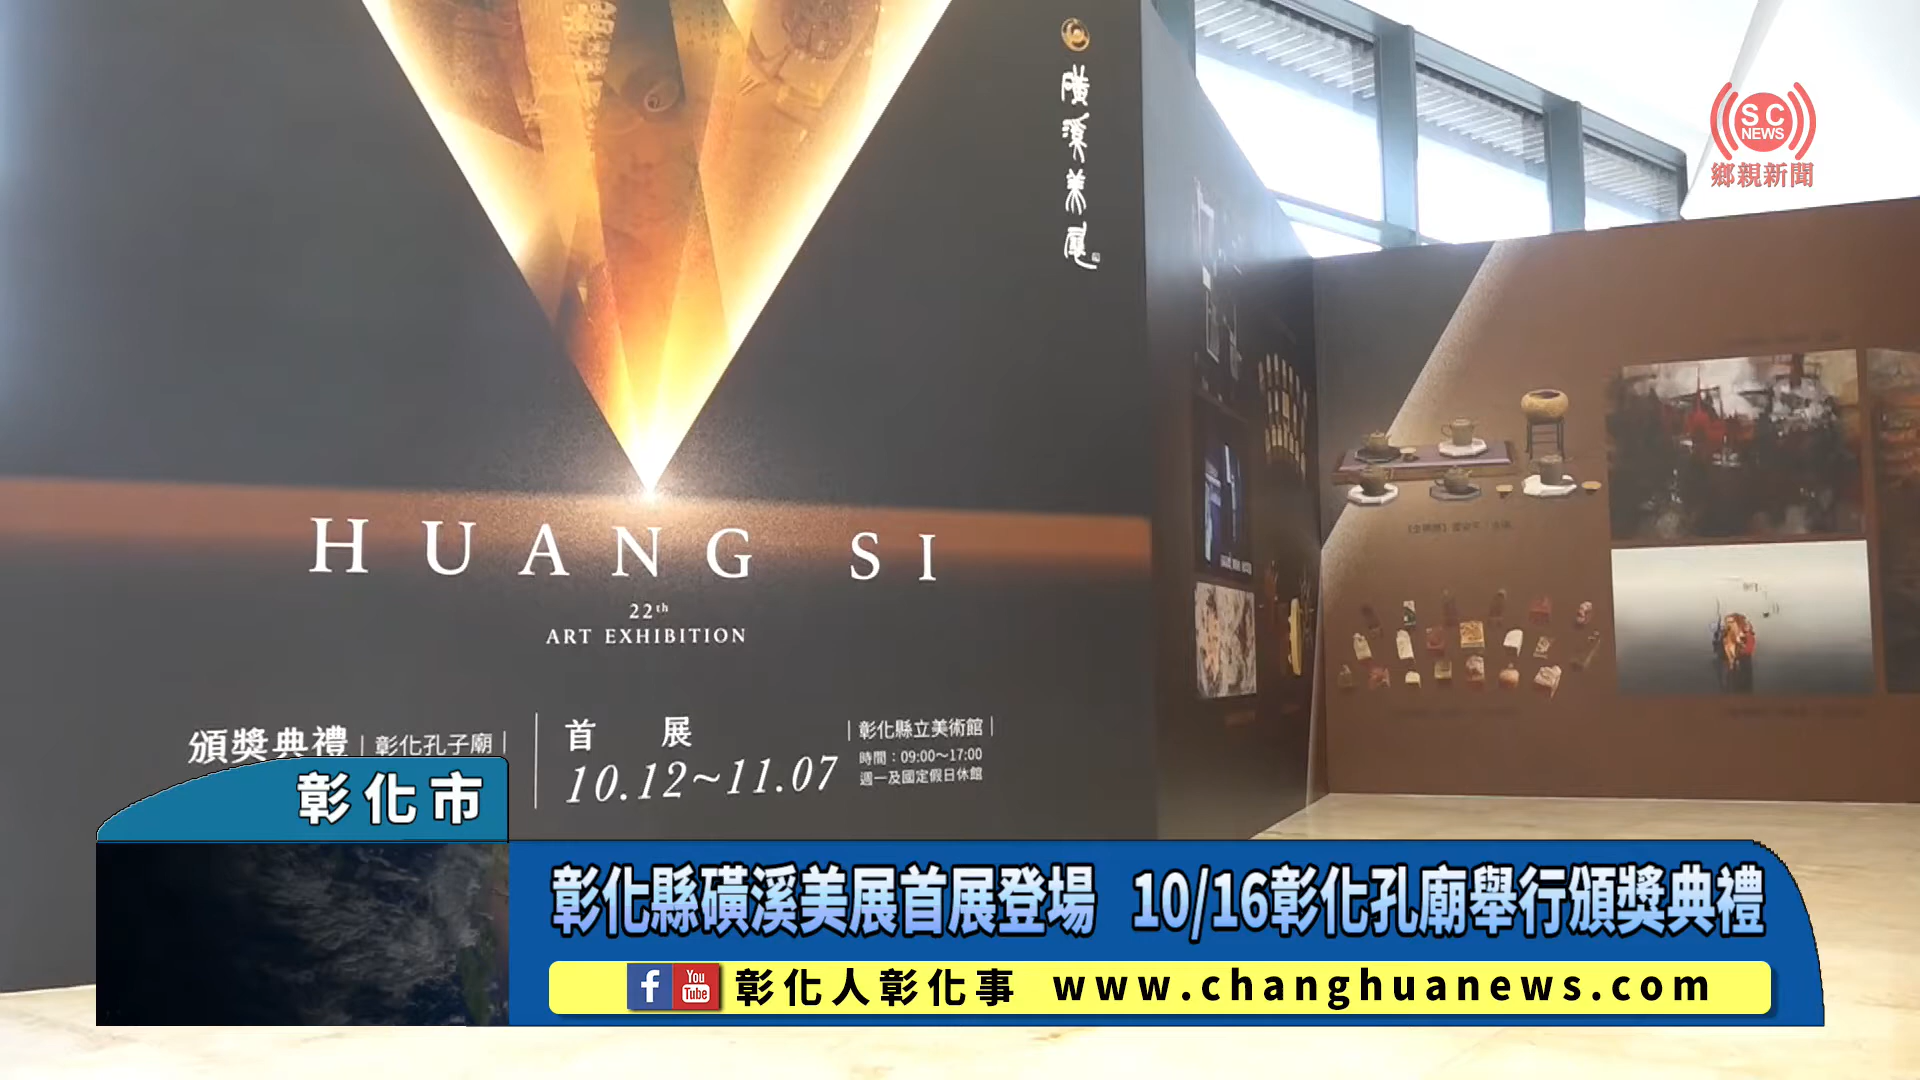 磺溪美展
SC
NEWS
鄉親新聞
HUANG SI
22th
ART EXHIBITION
頒獎典禮|彰化孔子廟|
首 展
10.12~11.07
|彰化縣立美術館|
時間：09:00~17:00
週一及國定假日休館
彰化市
彰化縣磺溪美展首展登場 10/16彰化孔廟舉行頒獎典禮
f You Tube 彰化人彰化事 www.changhuanews.com